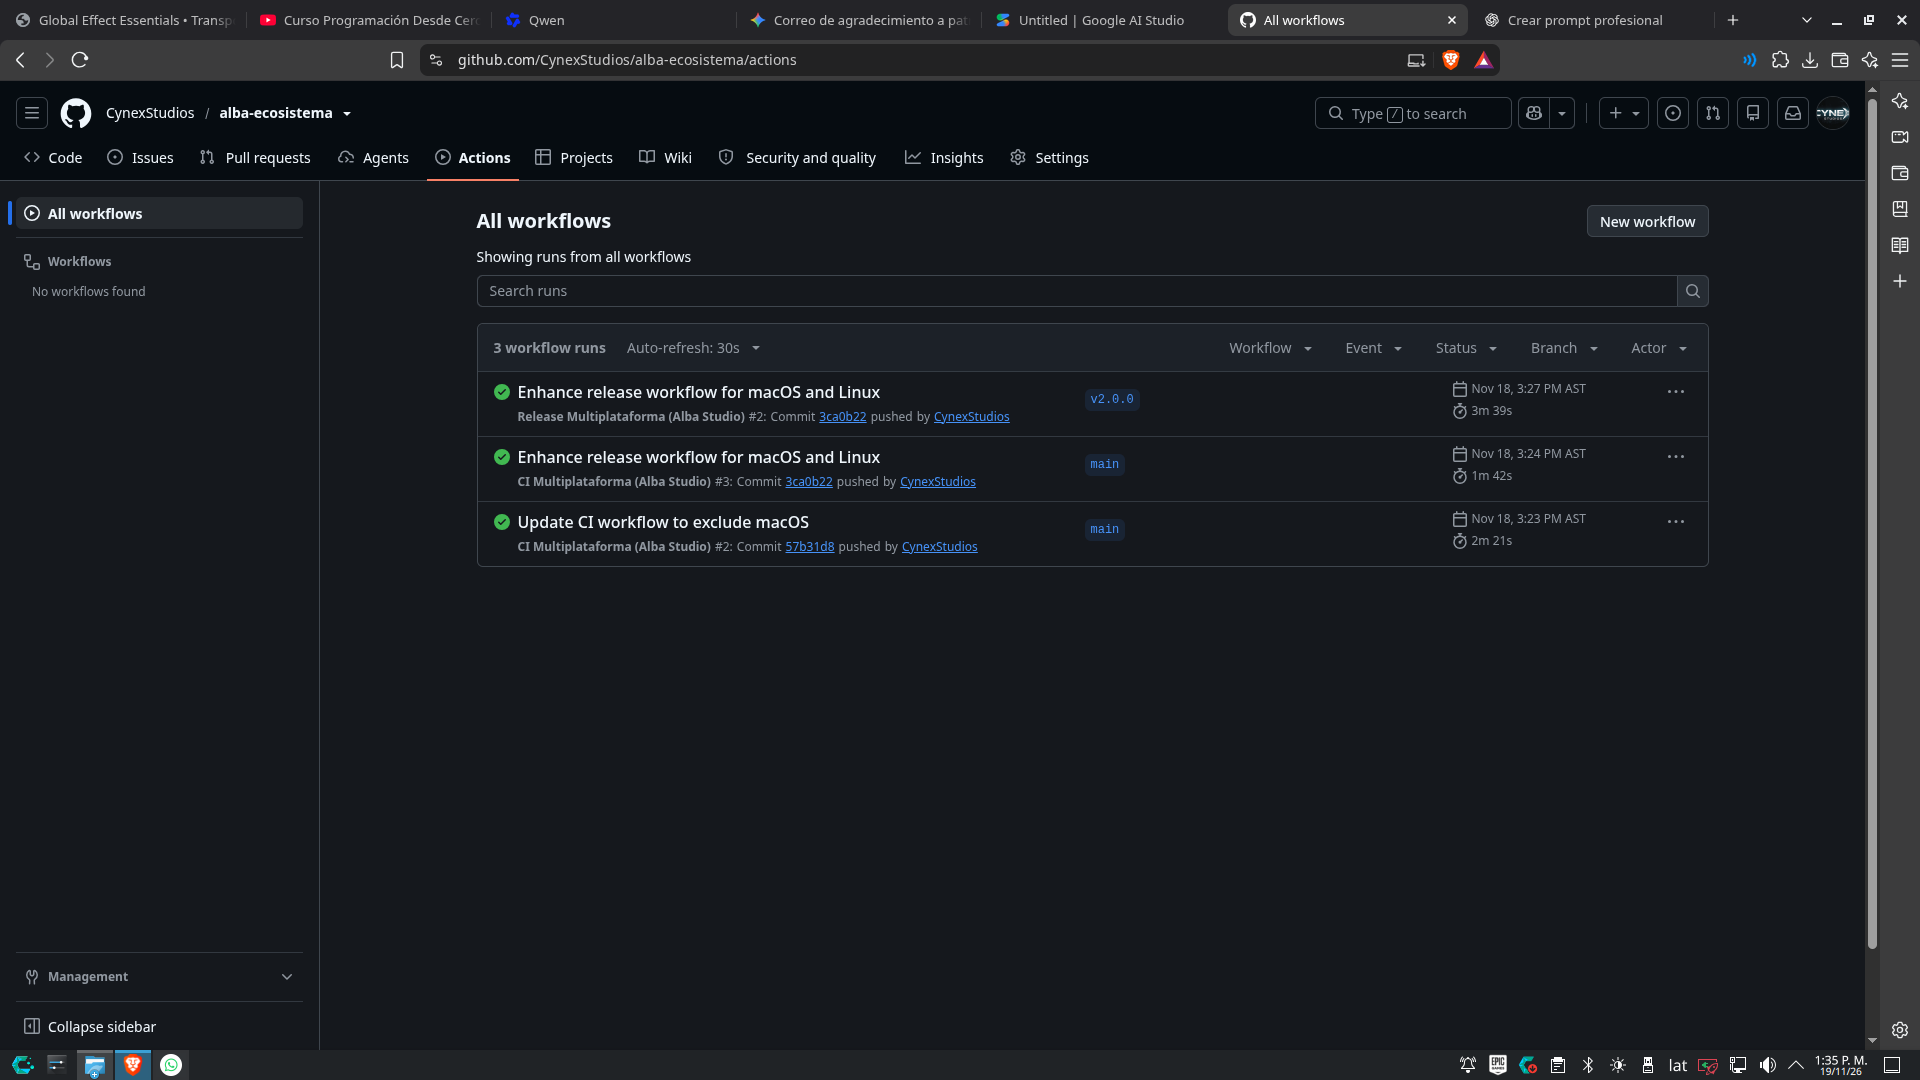 Global Effect Essentials • Transp
Curso Programación Desde Cero
Qwen
Correo de agradecimiento a pat
Untitled | Google AI Studio
All workflows
Crear prompt profesional
github.com/CynexStudios/alba-ecosistema/actions
CynexStudios / alba-ecosistema
Type / to search
CYNEX
Code
Issues
Pull requests
Agents
Actions
Projects
Wiki
Security and quality
Insights
Settings
All workflows
Workflows
No workflows found
Management
Collapse sidebar
All workflows
New workflow
Showing runs from all workflows
Search runs
3 workflow runs
Auto-refresh: 30s
Workflow
Event
Status
Branch
Actor
Enhance release workflow for macOS and Linux
Release Multiplataforma (Alba Studio) #2: Commit 3ca0b22 pushed by CynexStudios
v2.0.0
Nov 18, 3:27 PM AST
3m 39s
Enhance release workflow for macOS and Linux
CI Multiplataforma (Alba Studio) #3: Commit 3ca0b22 pushed by CynexStudios
main
Nov 18, 3:24 PM AST
1m 42s
Update CI workflow to exclude macOS
CI Multiplataforma (Alba Studio) #2: Commit 57b31d8 pushed by CynexStudios
main
Nov 18, 3:23 PM AST
2m 21s
EPIC GAMES
lat
1:35 P. M.
19/11/26